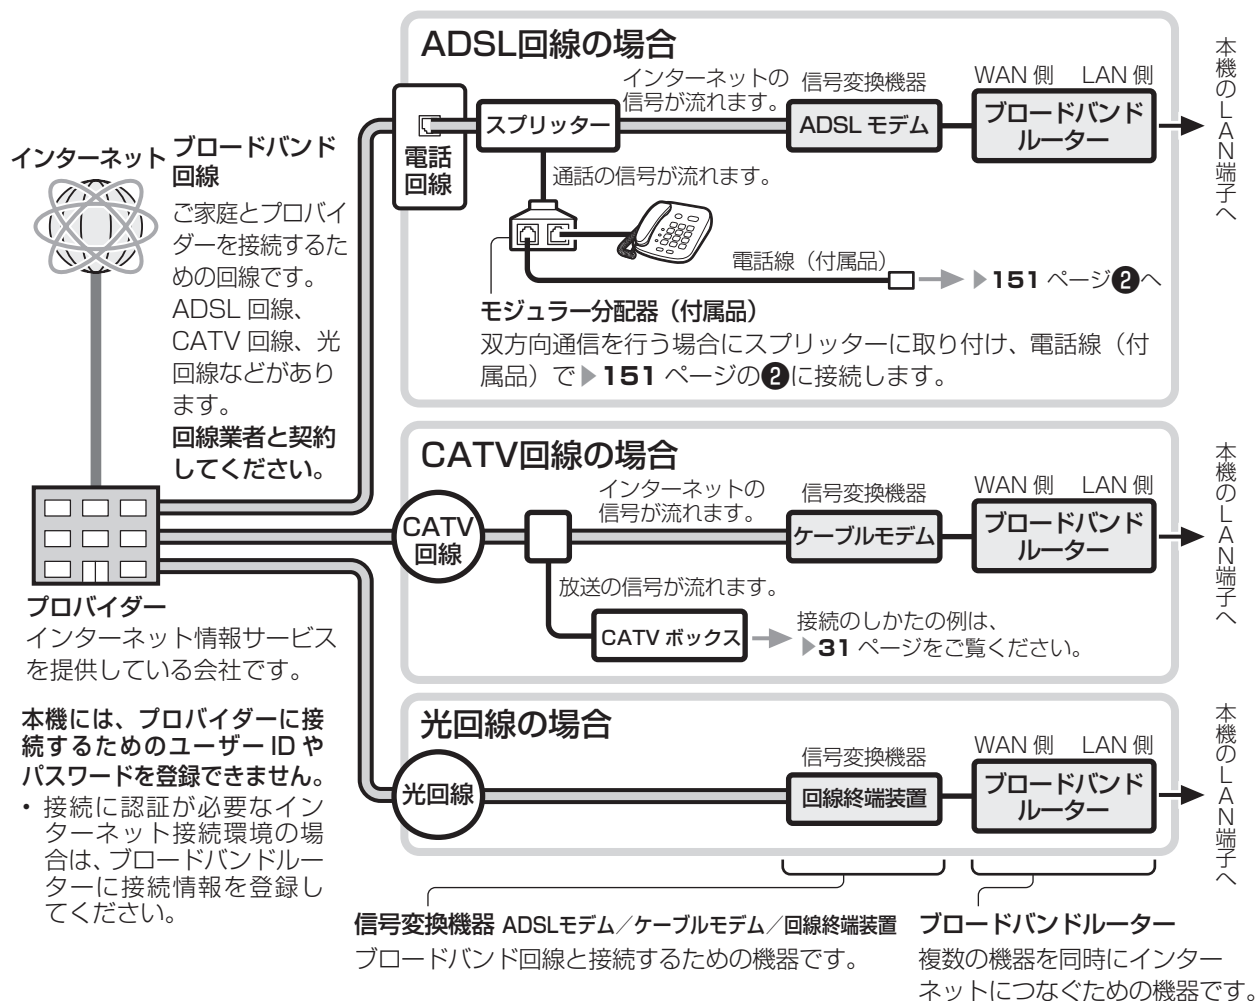 インターネット
ブロードバンド
回線
ご家庭とプロバイ
ダーを接続するた
めの回線です。
ADSL 回線、
CATV 回線、光
回線などがあり
ます。
回線業者と契約
してください。
プロバイダー
インターネット情報サービス
を提供している会社です。
本機には、プロバイダーに接
続するためのユーザー ID や
パスワードを登録できません。
• 接続に認証が必要なイン
ターネット接続環境の場
合は、ブロードバンドルー
ターに接続情報を登録し
てください。
ADSL回線の場合
電話
回線
スプリッター
インターネットの
信号が流れます。
信号変換機器
ADSL モデム
WAN 側 LAN 側
ブロードバンド
ルーター
本機のLAN端子へ
通話の信号が流れます。
電話線（付属品）
▶151 ページ❷へ
モジュラー分配器（付属品）
双方向通信を行う場合にスプリッターに取り付け、電話線（付
属品）で▶151 ページの❷に接続します。
CATV回線の場合
CATV
回線
インターネットの
信号が流れます。
信号変換機器
ケーブルモデム
WAN 側 LAN 側
ブロードバンド
ルーター
本機のLAN端子へ
放送の信号が流れます。
CATV ボックス
接続のしかたの例は、
▶31 ページをご覧ください。
光回線の場合
光回線
信号変換機器
回線終端装置
WAN 側 LAN 側
ブロードバンド
ルーター
本機のLAN端子へ
信号変換機器 ADSLモデム／ケーブルモデム／回線終端装置
ブロードバンド回線と接続するための機器です。
ブロードバンドルーター
複数の機器を同時にインター
ネットにつなぐための機器です。